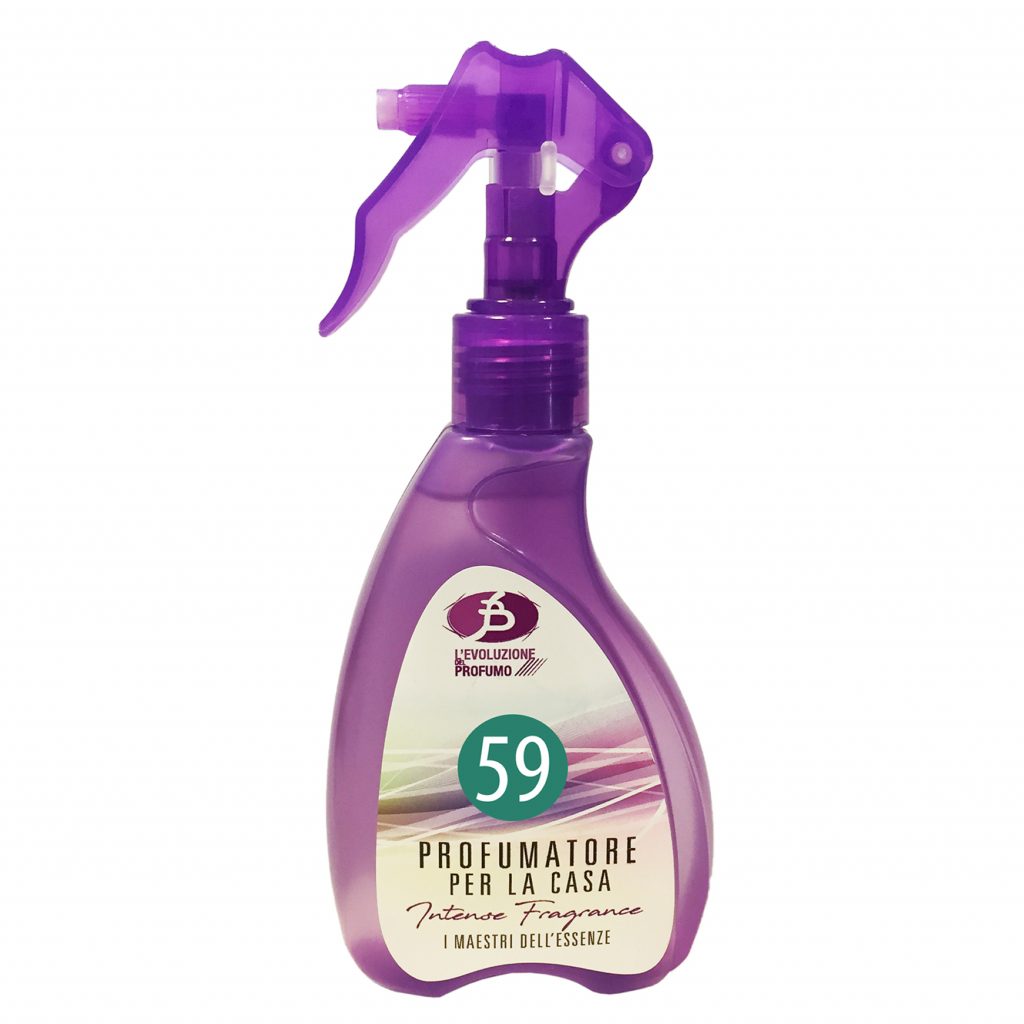 B
L'EVOLUZIONE
DEL
PROFUMO
59
PROFUMATORE
PER LA CASA
Intense Fragrance
I MAESTRI DELL'ESSENZE